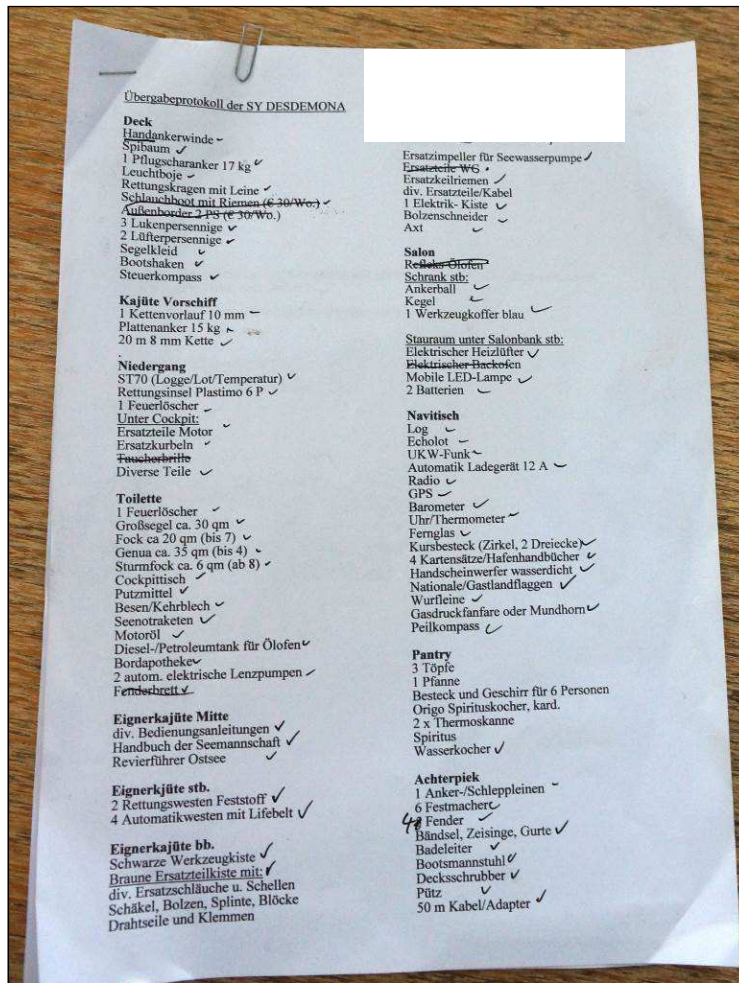 Übergabeprotokoll der SY DESDEMONA
Deck
Handankerwinde
Spibaum ✓
1 Pflugscharanker 17 kg ✓
Leuchtboje ✓
Rettungskragen mit Leine ✓
Schlauchboot mit Riemen (€ 30/Wo.) ✓
Außenborder 2 PS (€ 30/Wo.)
3 Lukenpersennige ✓
2 Lüfterpersennige ✓
Segelkleid ✓
Bootshaken ✓
Steuerkompass ✓
Kajüte Vorschiff
1 Kettenvorlauf 10 mm
Plattenanker 15 kg
20 m 8 mm Kette ✓
Niedergang
ST70 (Logge/Lot/Temperatur) ✓
Rettungsinsel Plastimo 6 P ✓
1 Feuerlöscher
Unter Cockpit:
Ersatzteile Motor ✓
Ersatzkurbeln ✓
Taucherbrille
Diverse Teile ✓
Toilette
1 Feuerlöscher ✓
Großsegel ca. 30 qm ✓
Fock ca 20 qm (bis 7) ✓
Genua ca. 35 qm (bis 4) ✓
Sturmfock ca. 6 qm (ab 8) ✓
Cockpittisch ✓
Putzmittel ✓
Besen/Kehrblech ✓
Seenotraketen ✓
Motoröl ✓
Diesel-/Petroleumtank für Ölofen ✓
Bordapotheke ✓
2 autom. elektrische Lenzpumpen ✓
Fenderbrett ✓
Eignerkajüte Mitte
div. Bedienungsanleitungen ✓
Handbuch der Seemannschaft ✓
Revierführer Ostsee ✓
Eignerkjüte stb.
2 Rettungswesten Feststoff ✓
4 Automatikwesten mit Lifebelt ✓
Eignerkajüte bb.
Schwarze Werkzeugkiste ✓
Braune Ersatzteilkiste mit: ✓
div. Ersatzschläuche u. Schellen
Schäkel, Bolzen, Splinte, Blöcke
Drahtseile und Klemmen
Ersatzimpeller für Seewasserpumpe ✓
Ersatzteile WG
Ersatzkeilriemen ✓
div. Ersatzteile/Kabel
1 Elektrik- Kiste ✓
Bolzenschneider ✓
Axt ✓
Salon
Refleks-Ölofen
Schrank stb:
Ankerball ✓
Kegel ✓
1 Werkzeugkoffer blau ✓
Stauraum unter Salonbank stb:
Elektrischer Heizlüfter ✓
Elektrischer Backofen
Mobile LED-Lampe ✓
2 Batterien ✓
Navitisch
Log ✓
Echolot ✓
UKW-Funk ✓
Automatik Ladegerät 12 A ✓
Radio ✓
GPS ✓
Barometer ✓
Uhr/Thermometer ✓
Fernglas ✓
Kursbesteck (Zirkel, 2 Dreiecke) ✓
4 Kartensätze/Hafenhandbücher ✓
Handscheinwerfer wasserdicht ✓
Nationale/Gastlandflaggen ✓
Wurfleine ✓
Gasdruckfanfare oder Mundhorn ✓
Peilkompass ✓
Pantry
3 Töpfe
1 Pfanne
Besteck und Geschirr für 6 Personen
Origo Spirituskocher, kard.
2 x Thermoskanne
Spiritus
Wasserkocher ✓
Achterpiek
1 Anker-/Schleppleinen
6 Festmacher ✓
4 Fender ✓
Bändsel, Zeisinge, Gurte ✓
Badeleiter ✓
Bootsmannstuhl ✓
Decksschrubber ✓
Pütz ✓
50 m Kabel/Adapter ✓